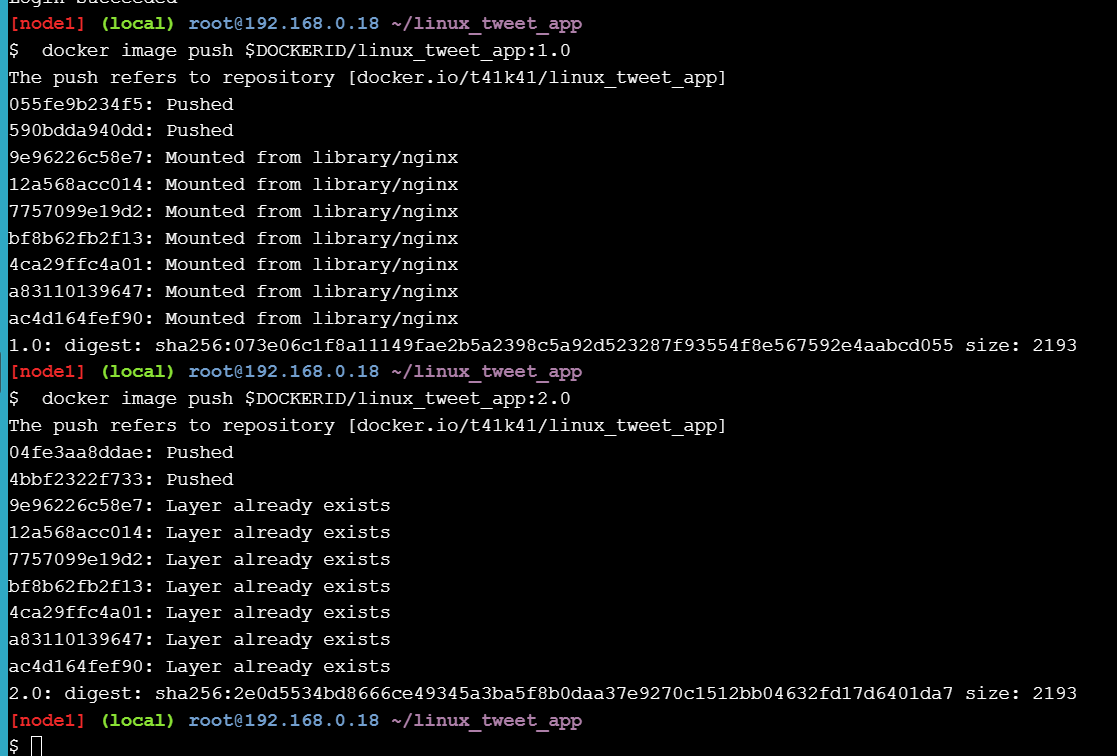 Login Succeeded
[node1] (local) root@192.168.0.18 ~/linux_tweet_app
$  docker image push $DOCKERID/linux_tweet_app:1.0
The push refers to repository [docker.io/t41k41/linux_tweet_app]
055fe9b234f5: Pushed
590bdda940dd: Pushed
9e96226c58e7: Mounted from library/nginx
12a568acc014: Mounted from library/nginx
7757099e19d2: Mounted from library/nginx
bf8b62fb2f13: Mounted from library/nginx
4ca29ffc4a01: Mounted from library/nginx
a83110139647: Mounted from library/nginx
ac4d164fef90: Mounted from library/nginx
1.0: digest: sha256:073e06c1f8a11149fae2b5a2398c5a92d523287f93554f8e567592e4aabcd055 size: 2193
[node1] (local) root@192.168.0.18 ~/linux_tweet_app
$  docker image push $DOCKERID/linux_tweet_app:2.0
The push refers to repository [docker.io/t41k41/linux_tweet_app]
04fe3aa8ddae: Pushed
4bbf2322f733: Pushed
9e96226c58e7: Layer already exists
12a568acc014: Layer already exists
7757099e19d2: Layer already exists
bf8b62fb2f13: Layer already exists
4ca29ffc4a01: Layer already exists
a83110139647: Layer already exists
ac4d164fef90: Layer already exists
2.0: digest: sha256:2e0d5534bd8666ce49345a3ba5f8b0daa37e9270c1512bb04632fd17d6401da7 size: 2193
[node1] (local) root@192.168.0.18 ~/linux_tweet_app
$